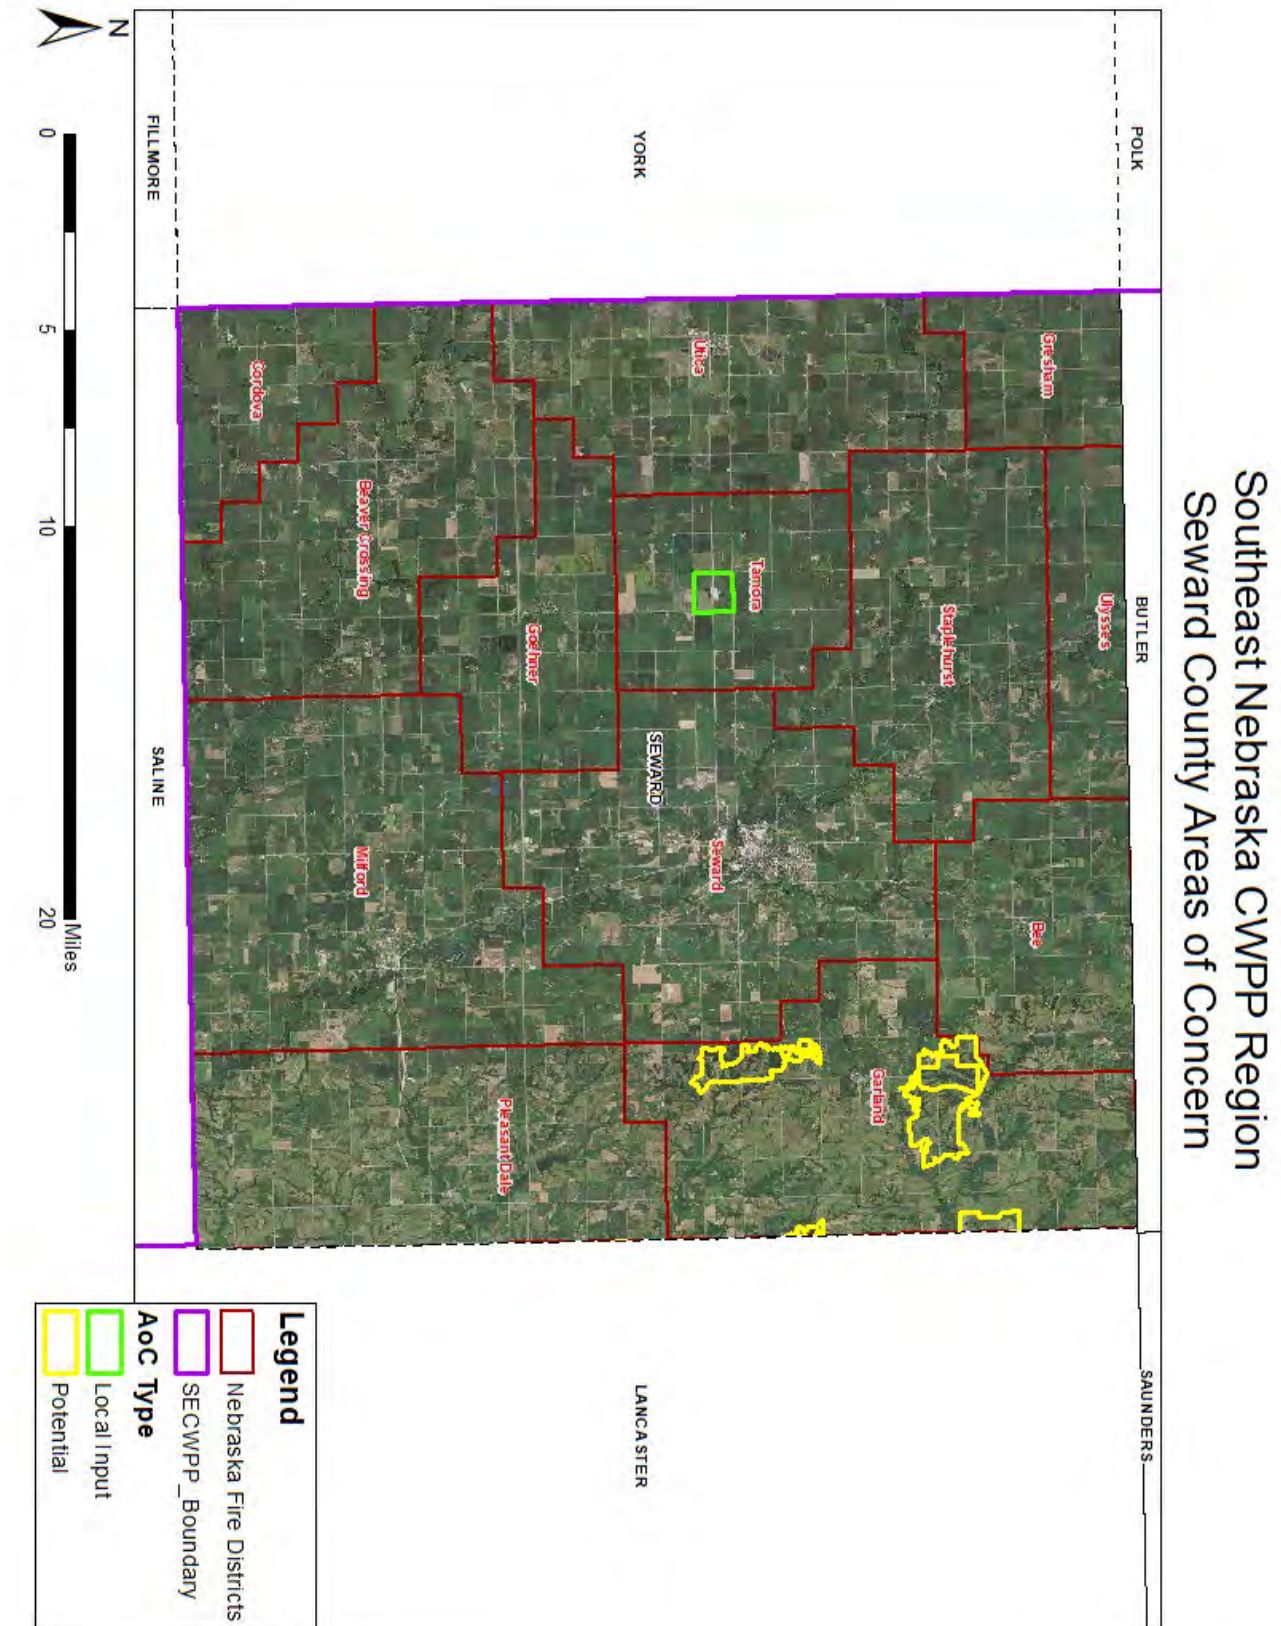 Southeast Nebraska CWPP Region
Seward County Areas of Concern
POLK
BUTLER
SAUNDERS
YORK
Gresham
Ulysses
Bee
Staplehurst
Utica
Tamora
Garland
SEWARD
Seward
LANCASTER
Goehner
Pleasant Dale
Beaver Crossing
Milford
Cordova
FILLMORE
SALINE
N
0
5
10
20
Miles
Legend
Nebraska Fire Districts
SECWPP_Boundary
AoC Type
Local Input
Potential